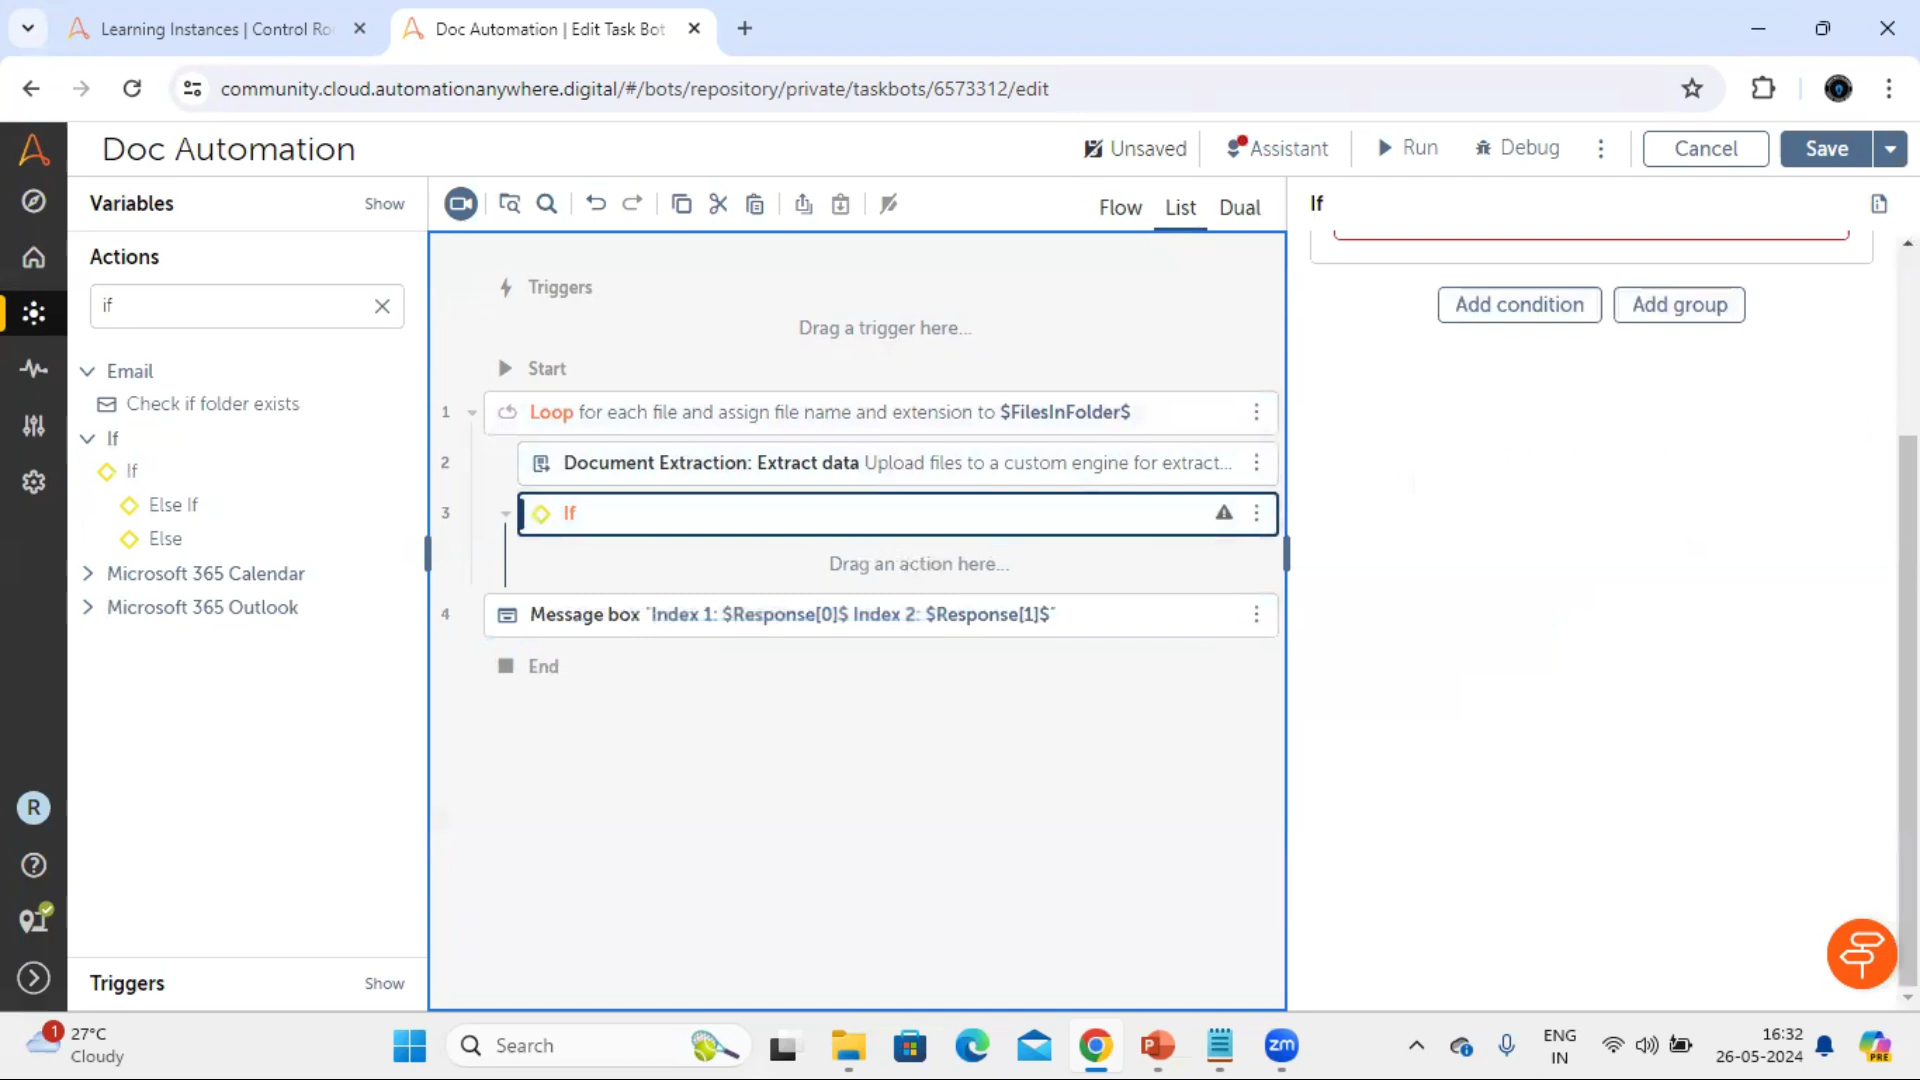 Learning Instances | Control Ro
Doc Automation | Edit Task Bot
community.cloud.automationanywhere.digital/#/bots/repository/private/taskbots/6573312/edit
Doc Automation
Unsaved
Assistant
Run
Debug
Cancel
Save
Variables
Show
Flow
List
Dual
If
Actions
if
Email
Check if folder exists
If
If
Else If
Else
Microsoft 365 Calendar
Microsoft 365 Outlook
Triggers
Show
Triggers
Drag a trigger here...
Start
1 Loop for each file and assign file name and extension to $FilesInFolder$
2 Document Extraction: Extract data Upload files to a custom engine for extract...
3 If
Drag an action here...
4 Message box "Index 1: $Response[0]$ Index 2: $Response[1]$"
End
Add condition
Add group
R
1
27°C
Cloudy
Search
zm
PRE
ENG
IN
16:32
26-05-2024